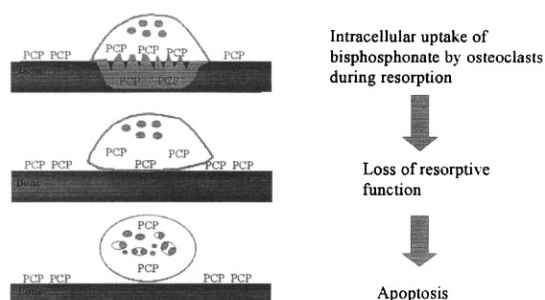 PCP PCP
PCP PCP PCP
PCP
Bone
PCP PCP
Intracellular uptake of
bisphosphonate by osteoclasts
during resorption
PCP PCP
PCP
PCP
PCP
PCP PCP
Bone
Loss of resorptive
function
PCP PCP
PCP
PCP
PCP PCP
Bone
Apoptosis